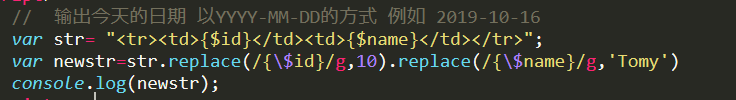 //  输出今天的日期 以YYYY-MM-DD的方式 例如 2019-10-16
var str= "<tr><td>{$id}</td><td>{$name}</td></tr>";
var newstr=str.replace(/{\$id}/g,10).replace(/{\$name}/g,'Tomy')
console.log(newstr);